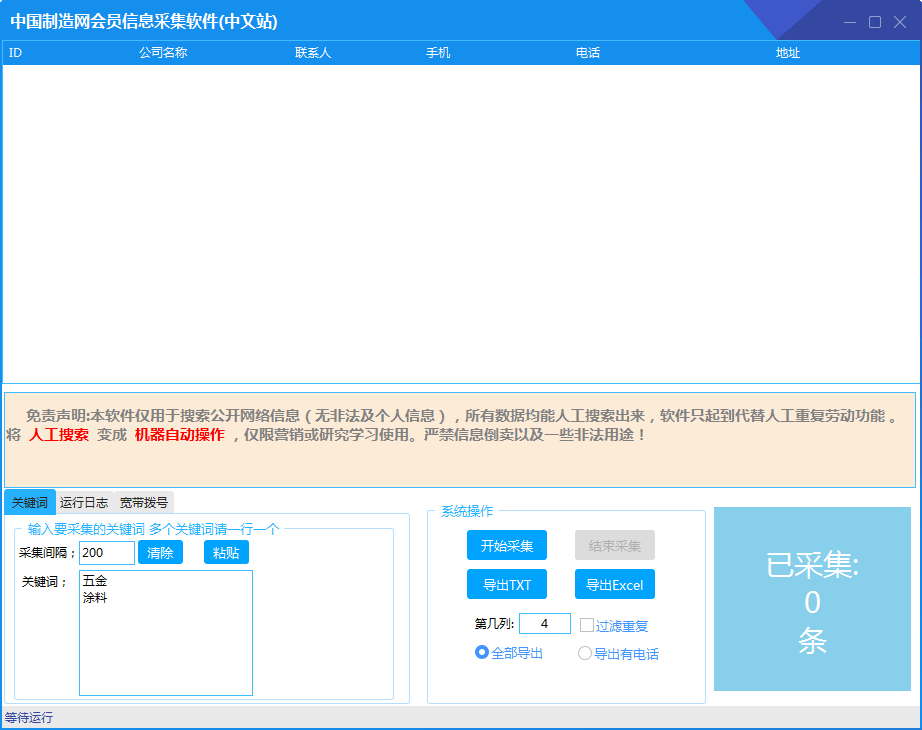 中国制造网会员信息采集软件(中文站)
ID 公司名称 联系人 手机 电话 地址
免责声明:本软件仅用于搜索公开网络信息（无非法及个人信息），所有数据均能人工搜索出来，软件只起到代替人工重复劳动功能。
将 人工搜索 变成 机器自动操作 ，仅限营销或研究学习使用。严禁信息倒卖以及一些非法用途！
关键词 运行日志 宽带拨号
输入要采集的关键词 多个关键词请一行一个
采集间隔： 200 清除 粘贴
关键词： 五金
涂料
系统操作
开始采集 结束采集
导出TXT 导出Excel
第几列: 4 过滤重复
全部导出 导出有电话
已采集:
0
条
等待运行